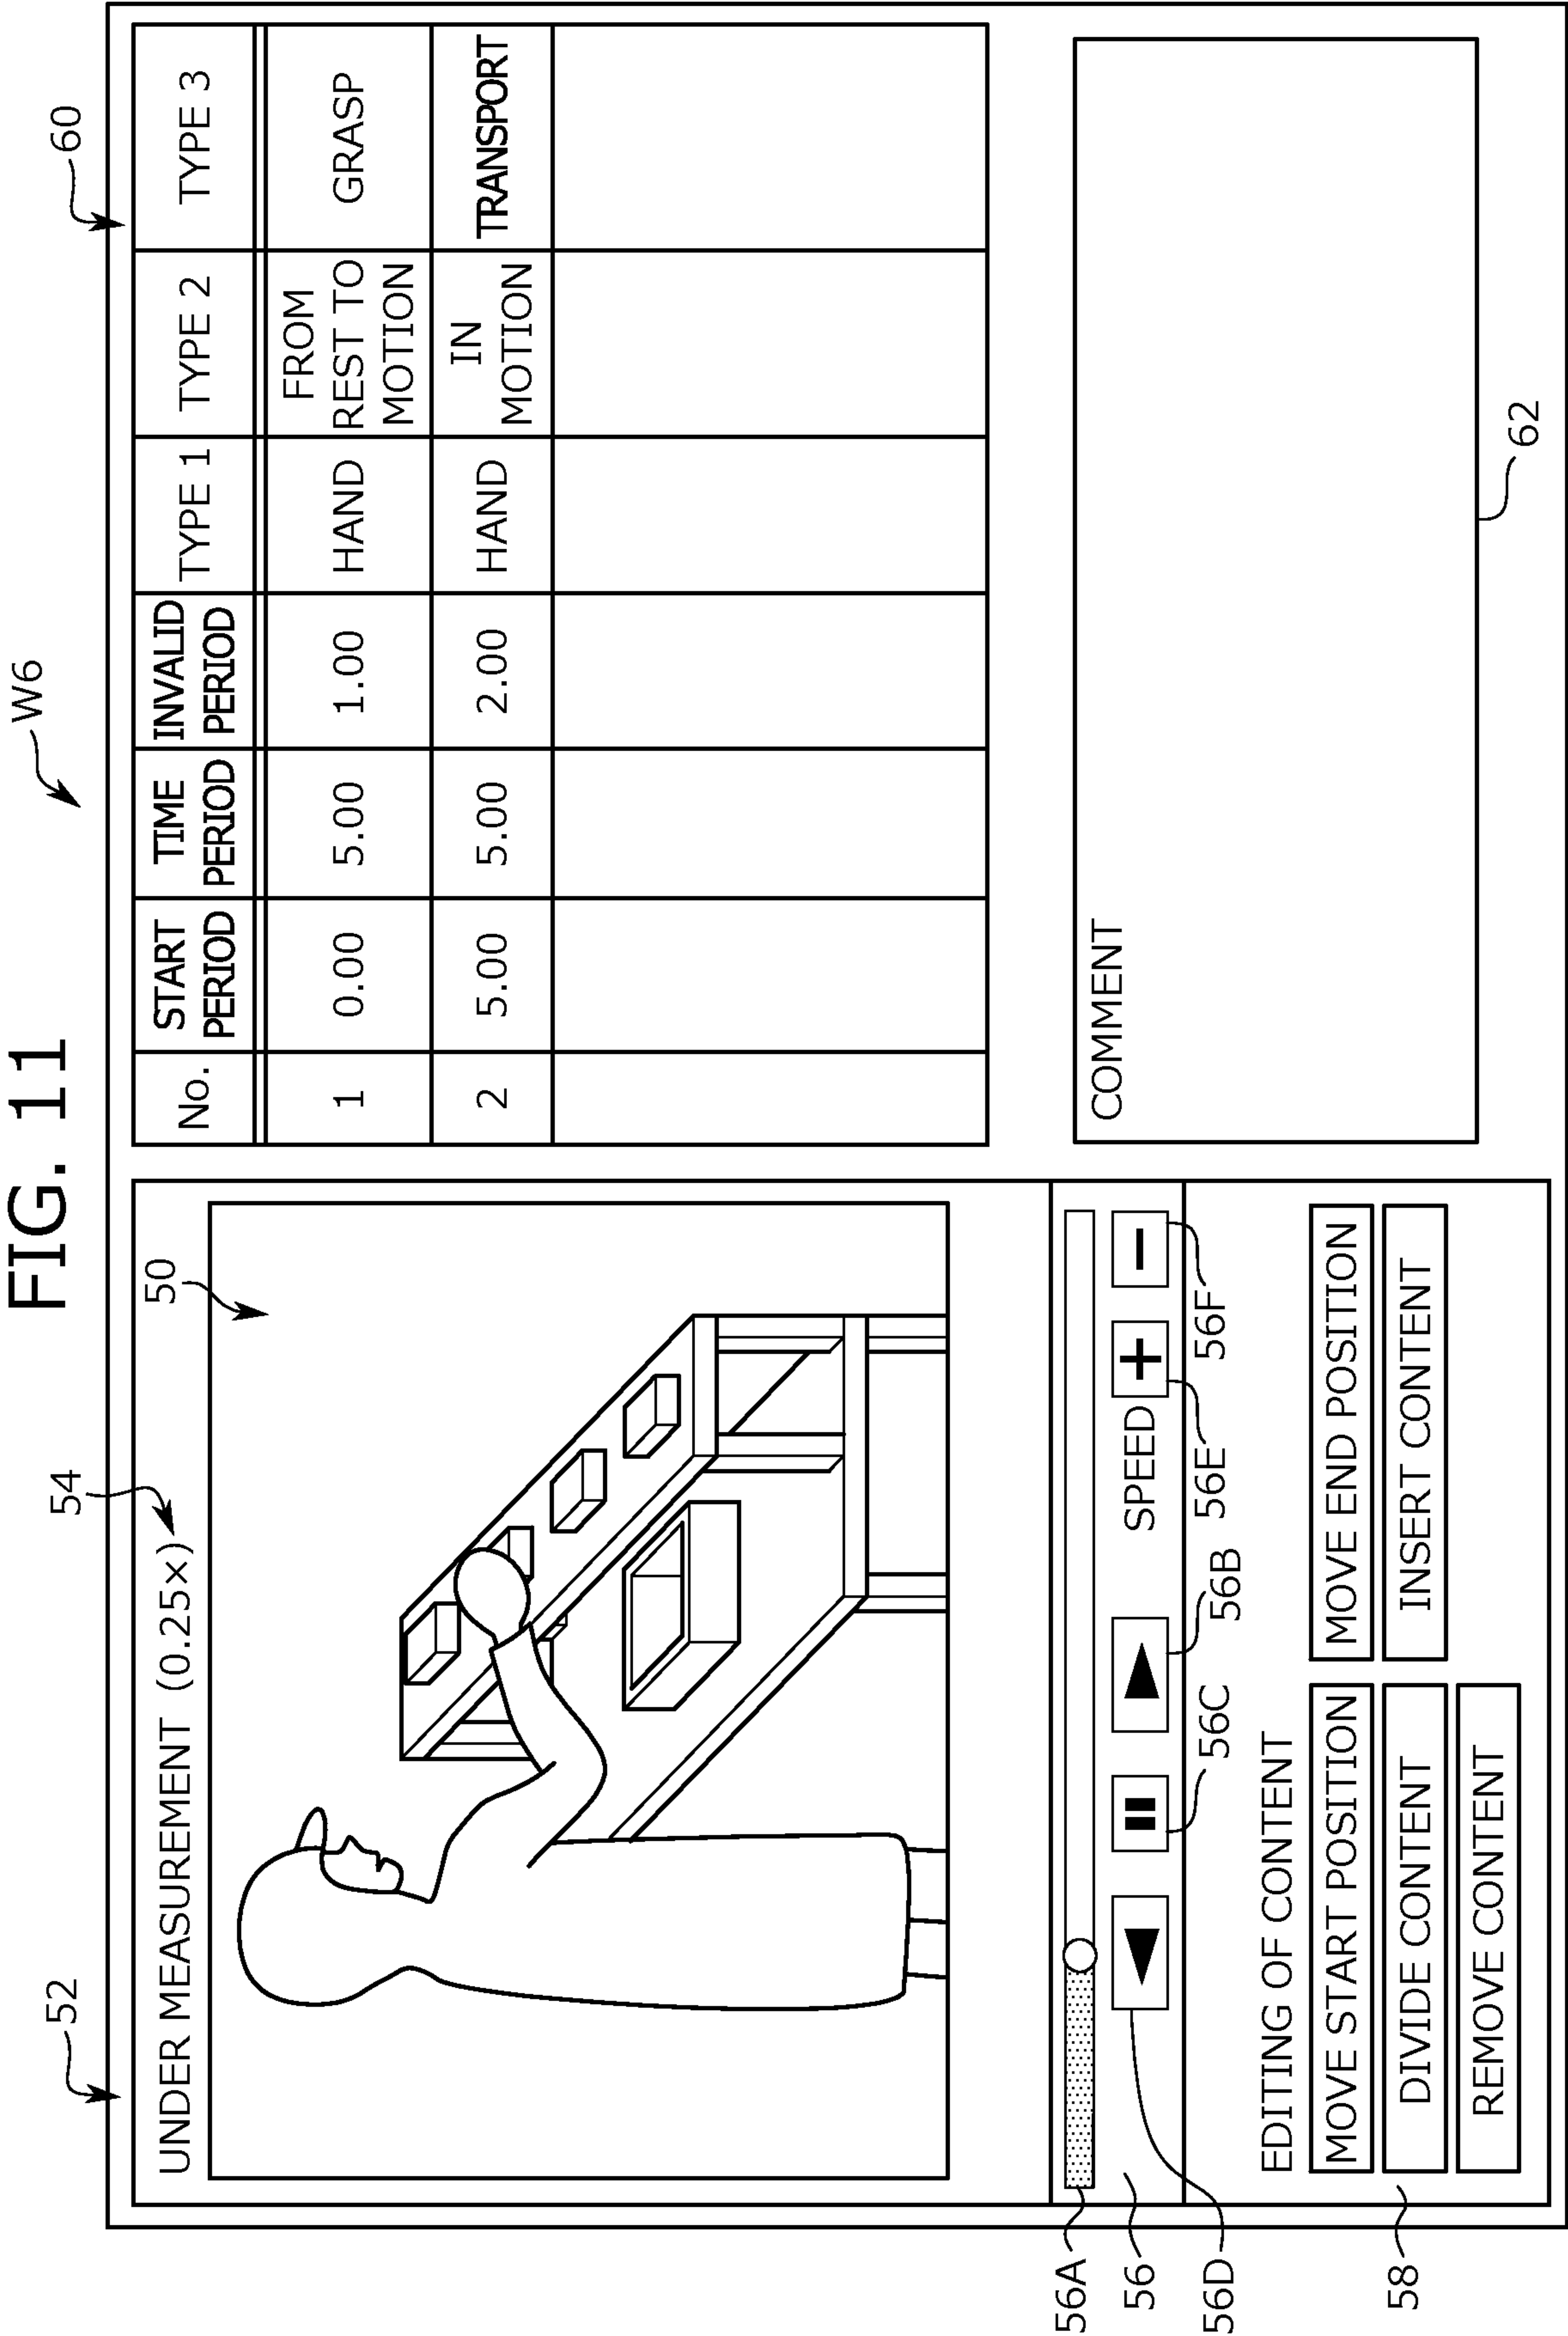 FIG. 11
W6
52
54
50
60
UNDER MEASUREMENT (0.25×)
56A
56
56D
56C
56B
SPEED
56E
56F
58
EDITING OF CONTENT
MOVE START POSITION
MOVE END POSITION
DIVIDE CONTENT
INSERT CONTENT
REMOVE CONTENT
No. START PERIOD TIME PERIOD INVALID PERIOD TYPE 1 TYPE 2 TYPE 3
1 0.00 5.00 1.00 HAND FROM REST TO MOTION GRASP
2 5.00 5.00 2.00 HAND IN MOTION TRANSPORT
COMMENT
62